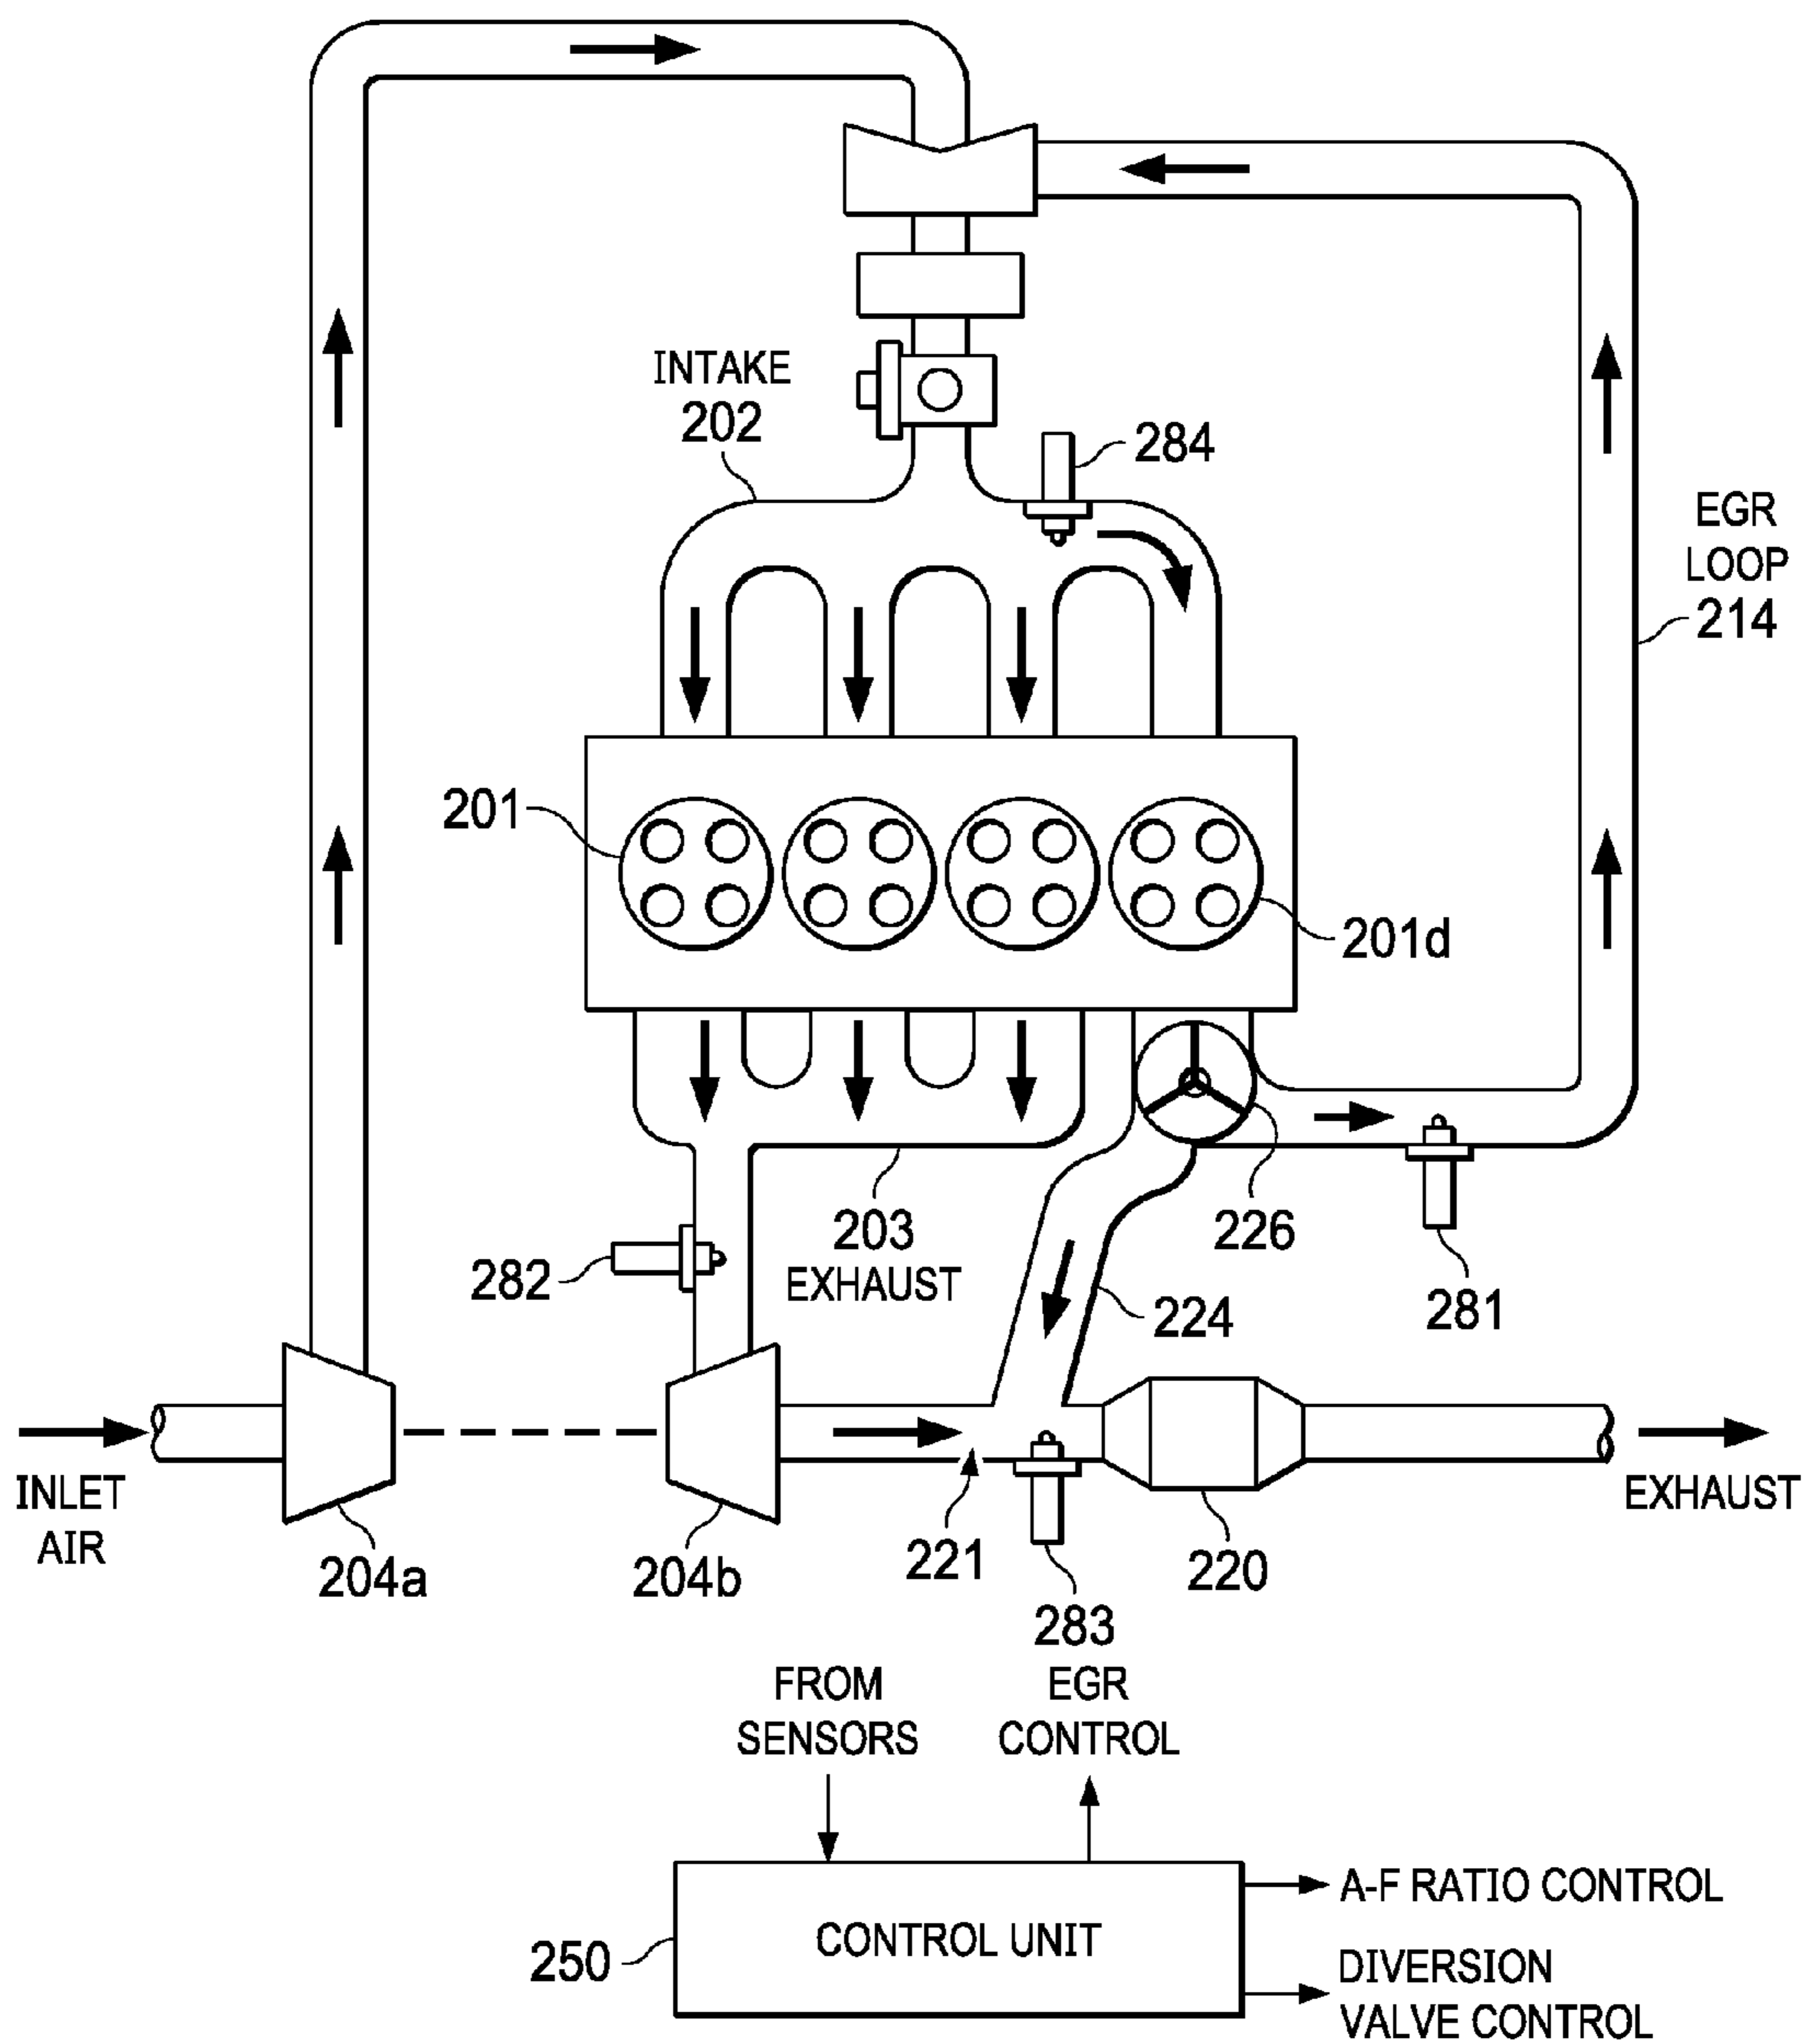 INTAKE
202
284
EGR
LOOP
214
201
201d
203
EXHAUST
226
282
281
224
INLET
AIR
204a
204b
221
283
220
EXHAUST
FROM
SENSORS
EGR
CONTROL
CONTROL UNIT
250
A-F RATIO CONTROL
DIVERSION
VALVE CONTROL